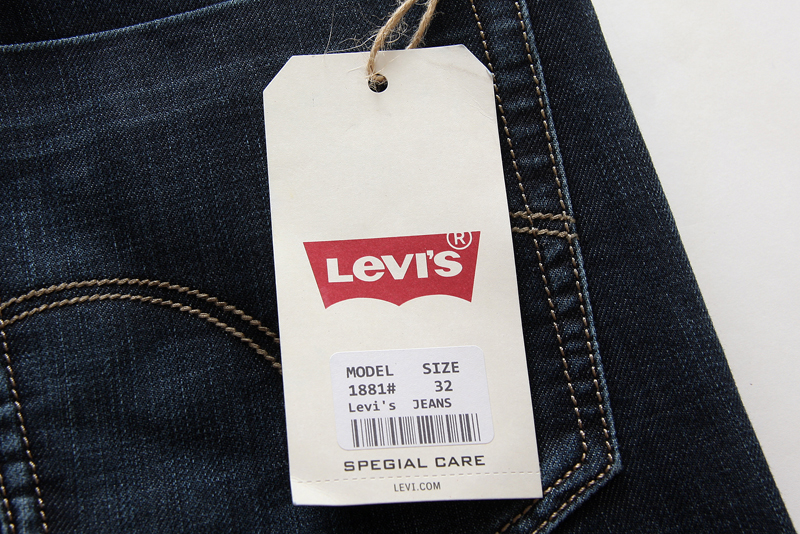 LEVI'S®
MODEL SIZE
1881# 32
Levi's JEANS
SPEGIAL CARE
LEVI.COM